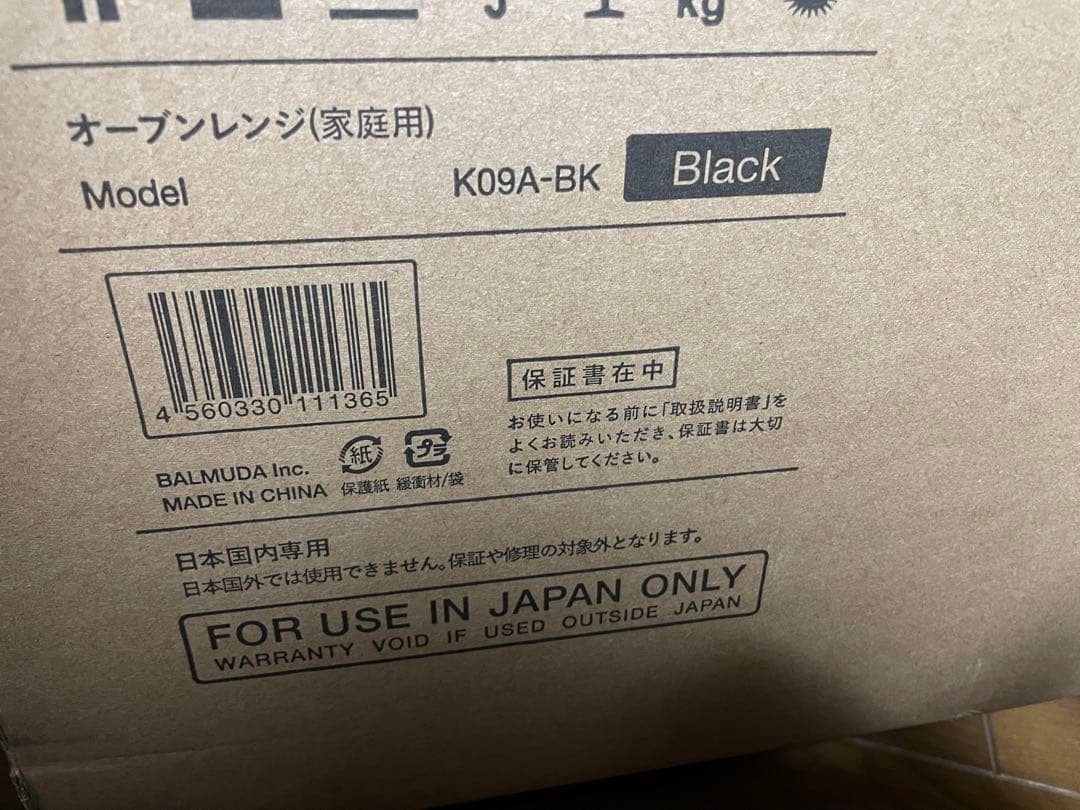 kg
オーブンレンジ(家庭用)
Model K09A-BK Black
4 560330 111365
保証書在中
お使いになる前に「取扱説明書」を
よくお読みいただき、保証書は大切
に保管してください。
紙 プラ
BALMUDA Inc.
MADE IN CHINA
保護紙 緩衝材/袋
日本国内専用
日本国外では使用できません。保証や修理の対象外となります。
FOR USE IN JAPAN ONLY
WARRANTY VOID IF USED OUTSIDE JAPAN